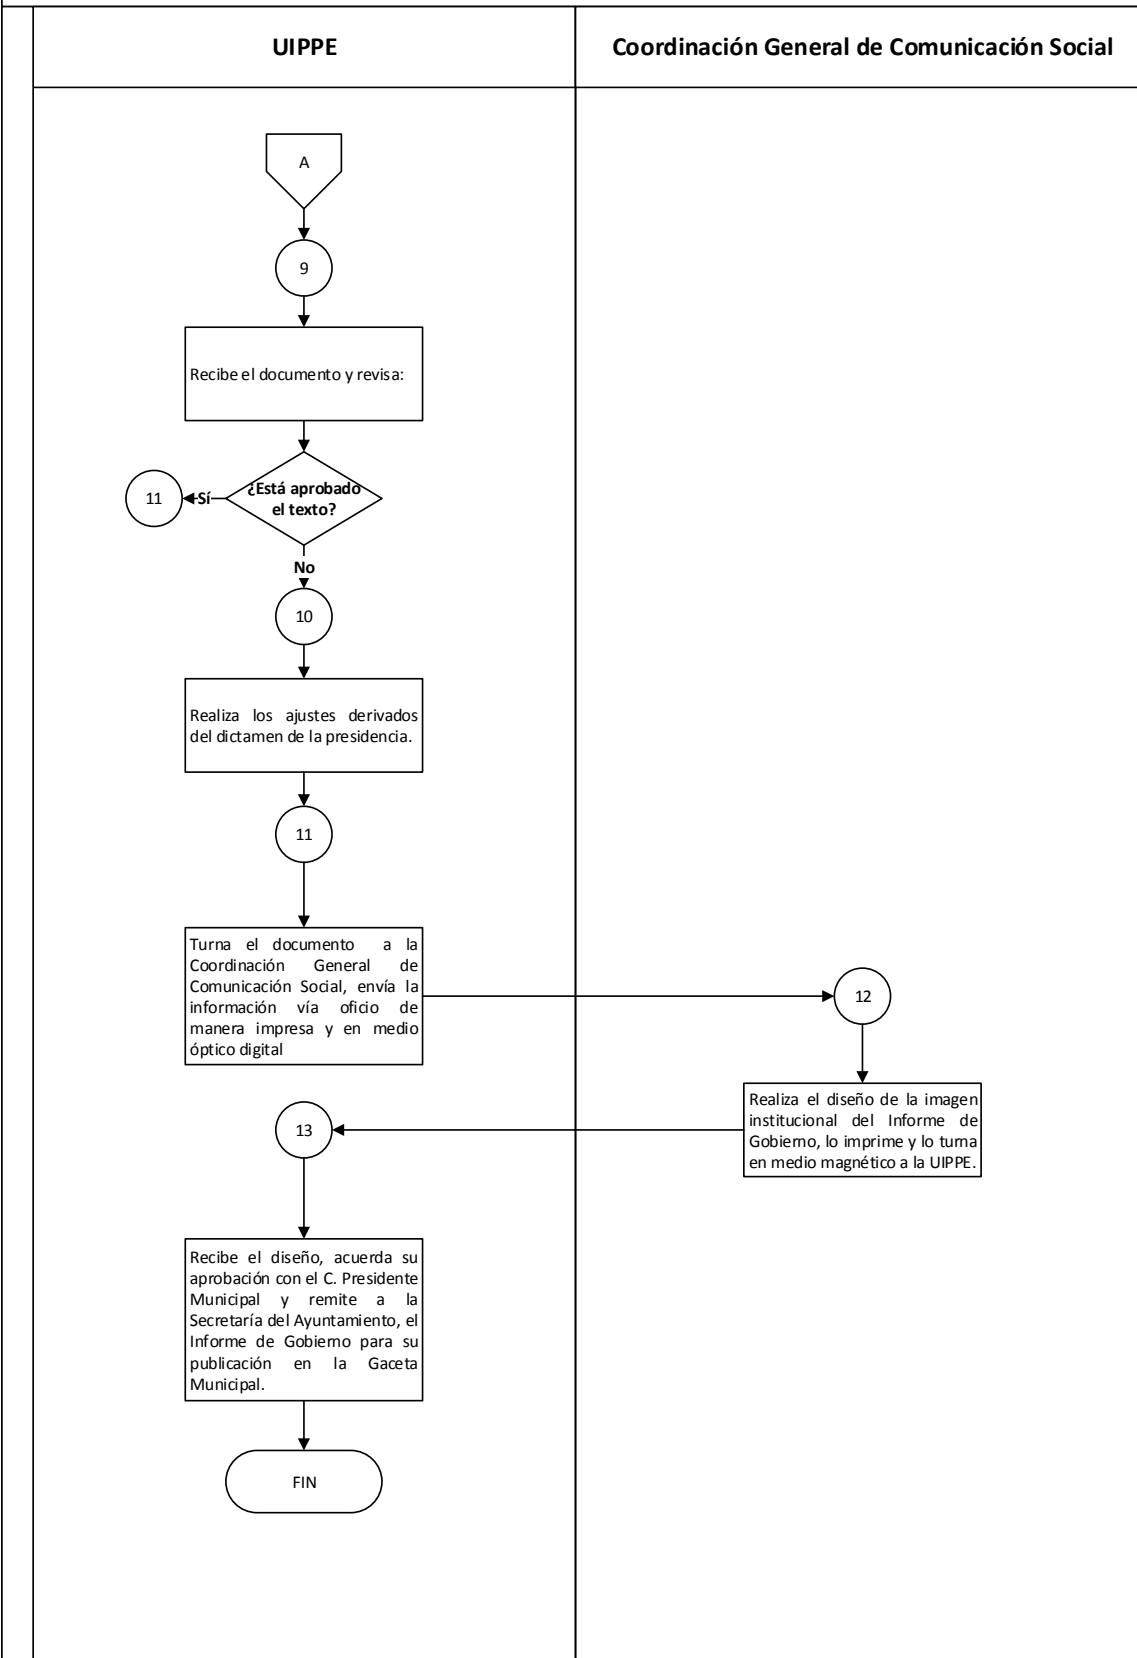 UIPPE
Coordinación General de Comunicación Social
A
9
Recibe el documento y revisa:
¿Está aprobado
el texto?
Sí
11
No
10
Realiza los ajustes derivados
del dictamen de la presidencia.
11
Turna el documento a la
Coordinación General de
Comunicación Social, envía la
información vía oficio de
manera impresa y en medio
óptico digital
12
Realiza el diseño de la imagen
institucional del Informe de
Gobierno, lo imprime y lo turna
en medio magnético a la UIPPE.
13
Recibe el diseño, acuerda su
aprobación con el C. Presidente
Municipal y remite a la
Secretaría del Ayuntamiento, el
Informe de Gobierno para su
publicación en la Gaceta
Municipal.
FIN